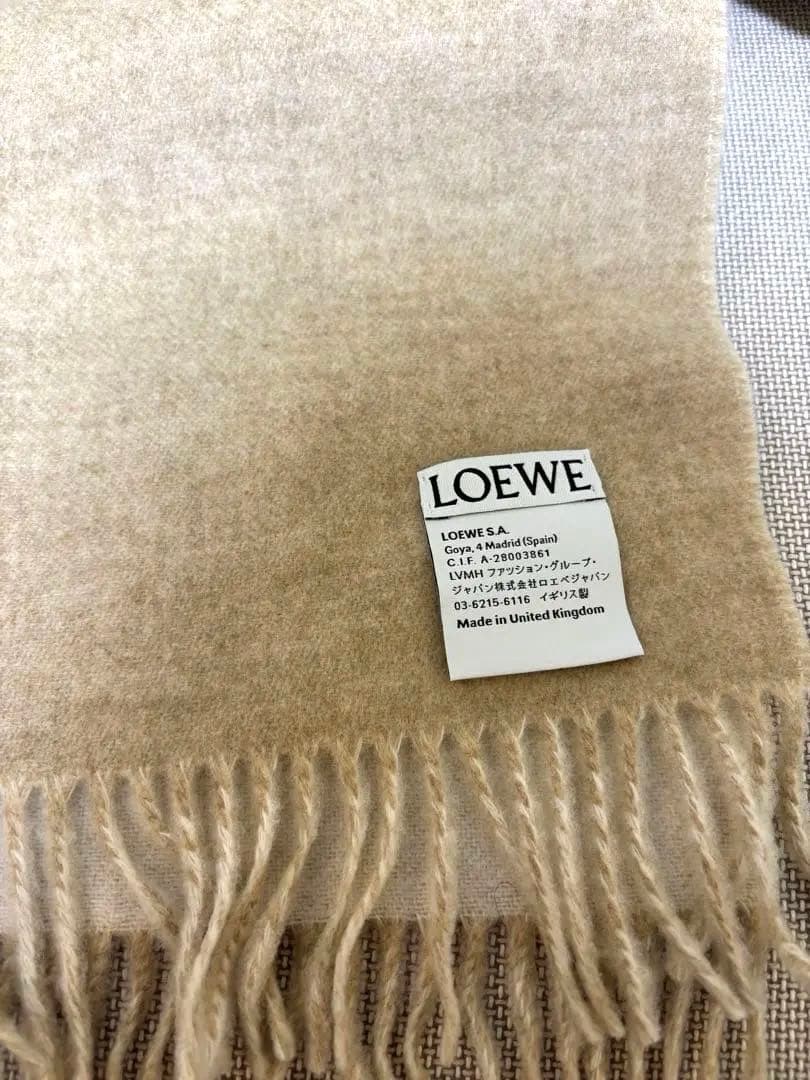 LOEWE
LOEWE S.A.
Goya, 4 Madrid (Spain)
C.I.F. A-28003861
LVMH ファッション・グループ・
ジャパン株式会社ロエベジャパン
03-6215-6116 イギリス製
Made in United Kingdom